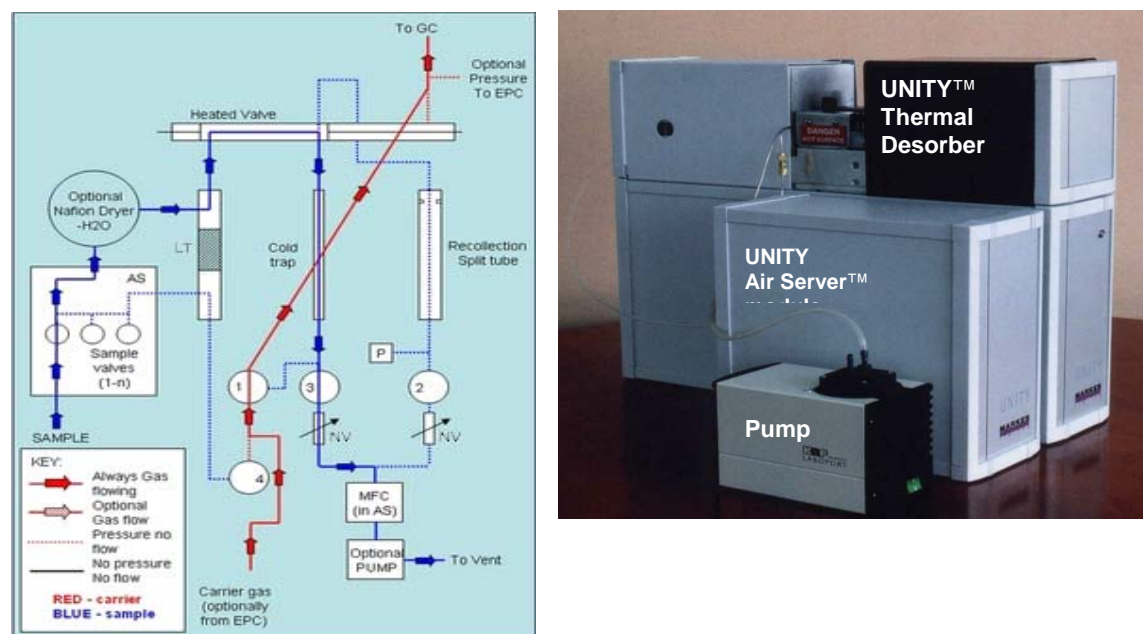 To GC
Optional
Pressure
To EPC
Heated Valve
Optional
Nafion Dryer
-H2O
LT
Cold
trap
Recollection
Split tube
AS
Sample
valves
(1-n)
P
1
3
2
NV
NV
SAMPLE
4
MFC
(in AS)
Optional
PUMP
To Vent
Carrier gas
(optionally
from EPC)
KEY:
Always Gas
flowing
Optional
Gas flow
Pressure no
flow
No pressure
No flow
RED - carrier
BLUE - sample
UNITY™
Thermal
Desorber
DANGER
HOT SURFACE
UNITY
Air Server™
Pump
LABOPORT
UNITY
MARKES
MARKES